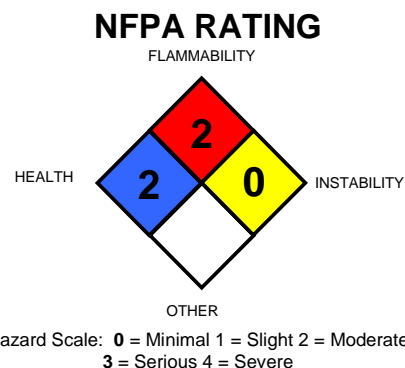 NFPA RATING
FLAMMABILITY
2
HEALTH
2
0
INSTABILITY
OTHER
azard Scale: 0 = Minimal 1 = Slight 2 = Moderate
3 = Serious 4 = Severe